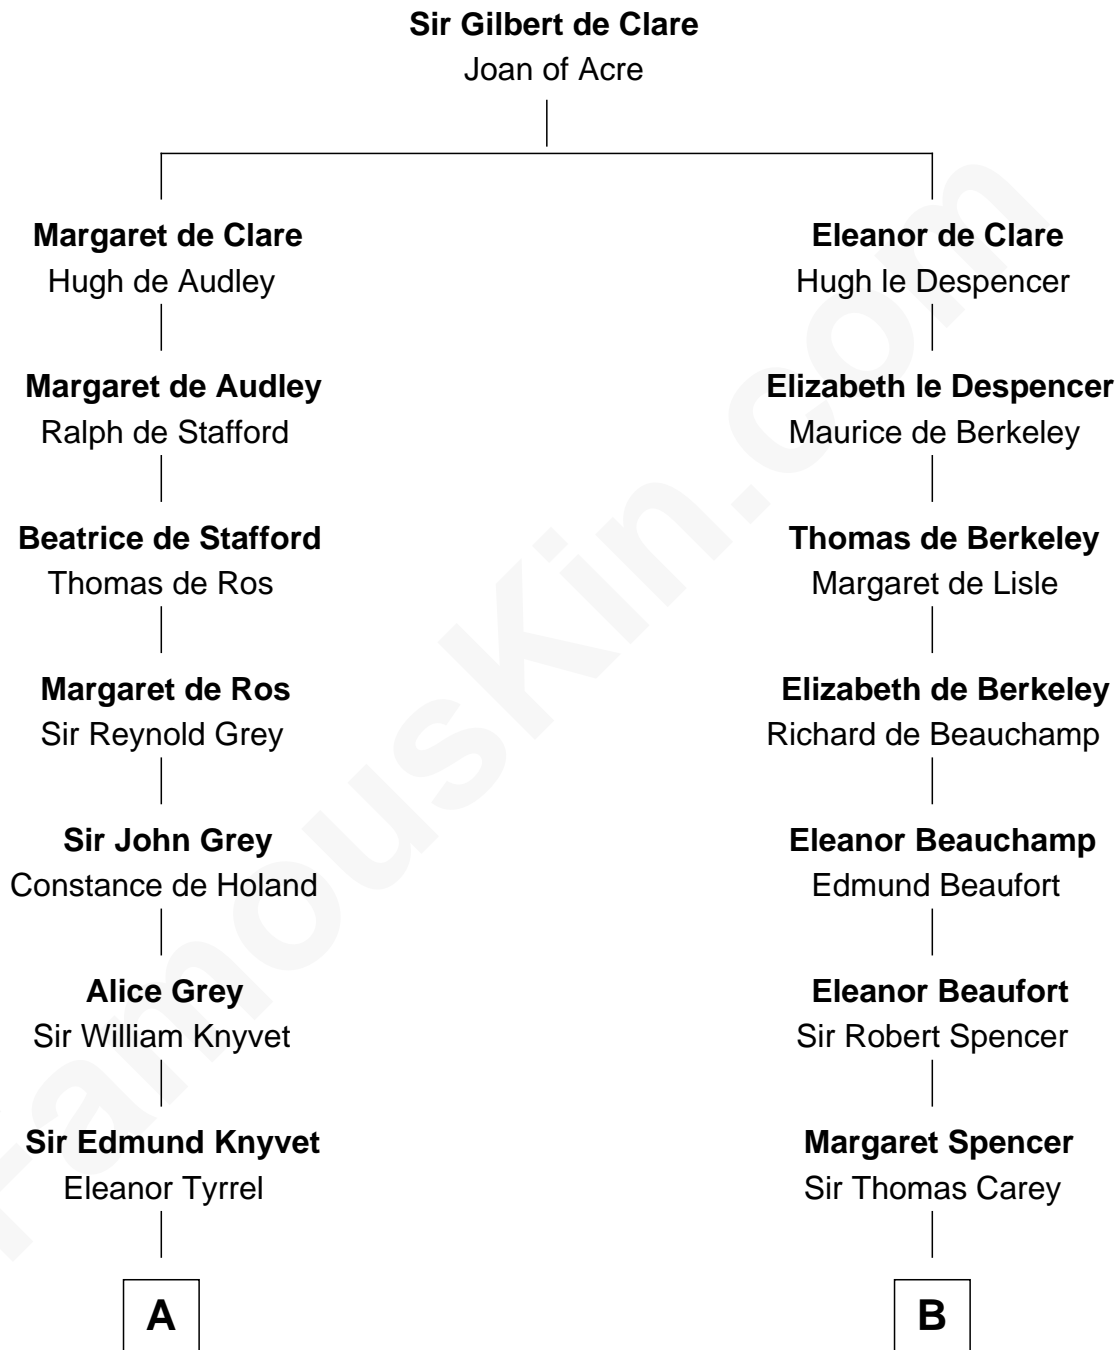 Sir Gilbert de Clare
Joan of Acre
Margaret de Clare
Hugh de Audley
Eleanor de Clare
Hugh le Despencer
Margaret de Audley
Ralph de Stafford
Elizabeth le Despencer
Maurice de Berkeley
Beatrice de Stafford
Thomas de Ros
Thomas de Berkeley
Margaret de Lisle
Margaret de Ros
Sir Reynold Grey
Elizabeth de Berkeley
Richard de Beauchamp
Sir John Grey
Constance de Holand
Eleanor Beauchamp
Edmund Beaufort
Alice Grey
Sir William Knyvet
Eleanor Beaufort
Sir Robert Spencer
Sir Edmund Knyvet
Eleanor Tyrrel
Margaret Spencer
Sir Thomas Carey
A
B
FamousKin.com